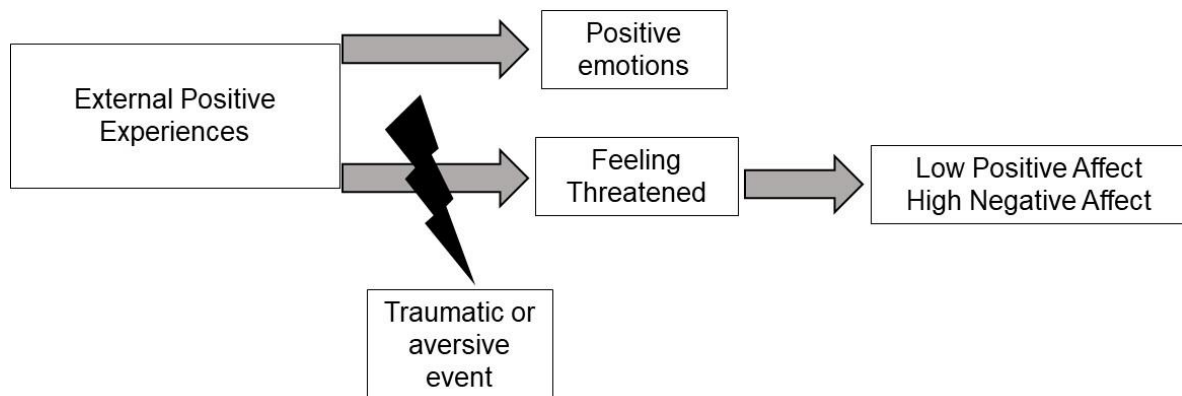 External Positive
Experiences
Positive
emotions
Feeling
Threatened
Low Positive Affect
High Negative Affect
Traumatic or
aversive
event